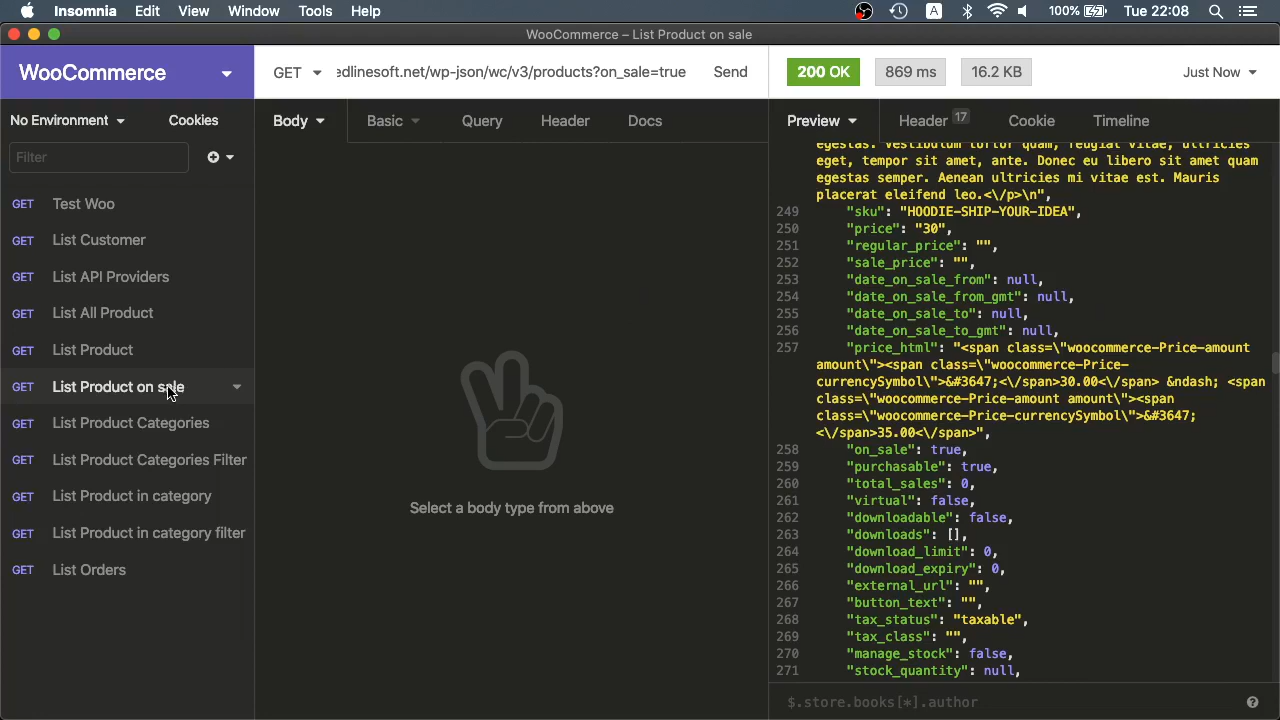 Insomnia Edit View Window Tools Help A 100% Tue 22:08
WooCommerce – List Product on sale
WooCommerce
GET edlinesoft.net/wp-json/wc/v3/products?on_sale=true Send
200 OK 869 ms 16.2 KB Just Now
No Environment Cookies
Body Basic Query Header Docs
Preview Header 17 Cookie Timeline
Filter
GET Test Woo
GET List Customer
GET List API Providers
GET List All Product
GET List Product
GET List Product on sale
GET List Product Categories
GET List Product Categories Filter
GET List Product in category
GET List Product in category filter
GET List Orders
Select a body type from above
egestas. Vestibulum tortor quam, feugiat vitae, ultricies
eget, tempor sit amet, ante. Donec eu libero sit amet quam
egestas semper. Aenean ultricies mi vitae est. Mauris
placerat eleifend leo.<\/p>\n",
249 "sku": "HOODIE-SHIP-YOUR-IDEA",
250 "price": "30",
251 "regular_price": "",
252 "sale_price": "",
253 "date_on_sale_from": null,
254 "date_on_sale_from_gmt": null,
255 "date_on_sale_to": null,
256 "date_on_sale_to_gmt": null,
257 "price_html": "<span class=\"woocommerce-Price-amount
amount\"><span class=\"woocommerce-Price-
currencySymbol\">&#3647;<\/span>30.00<\/span> &ndash; <span
class=\"woocommerce-Price-amount amount\"><span
class=\"woocommerce-Price-currencySymbol\">&#3647;
<\/span>35.00<\/span>",
258 "on_sale": true,
259 "purchasable": true,
260 "total_sales": 0,
261 "virtual": false,
262 "downloadable": false,
263 "downloads": [],
264 "download_limit": 0,
265 "download_expiry": 0,
266 "external_url": "",
267 "button_text": "",
268 "tax_status": "taxable",
269 "tax_class": "",
270 "manage_stock": false,
271 "stock_quantity": null,
$.store.books[*].author